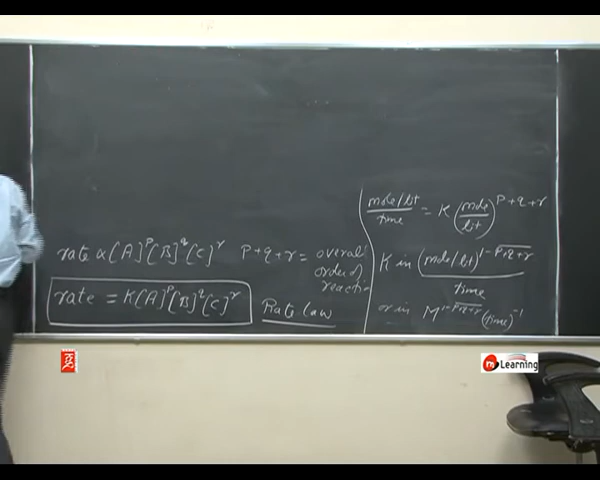 rate α [A]^p [B]^q [C]^r   P+q+r = overall order of reactio
rate = K[A]^p [B]^q [C]^r   Rate law
mole/lit / time = K (mole/lit)^P+q+r
K in (mole/lit)^1-P+q+r / time
or in M^1-P+q+r (time)^-1
Learning